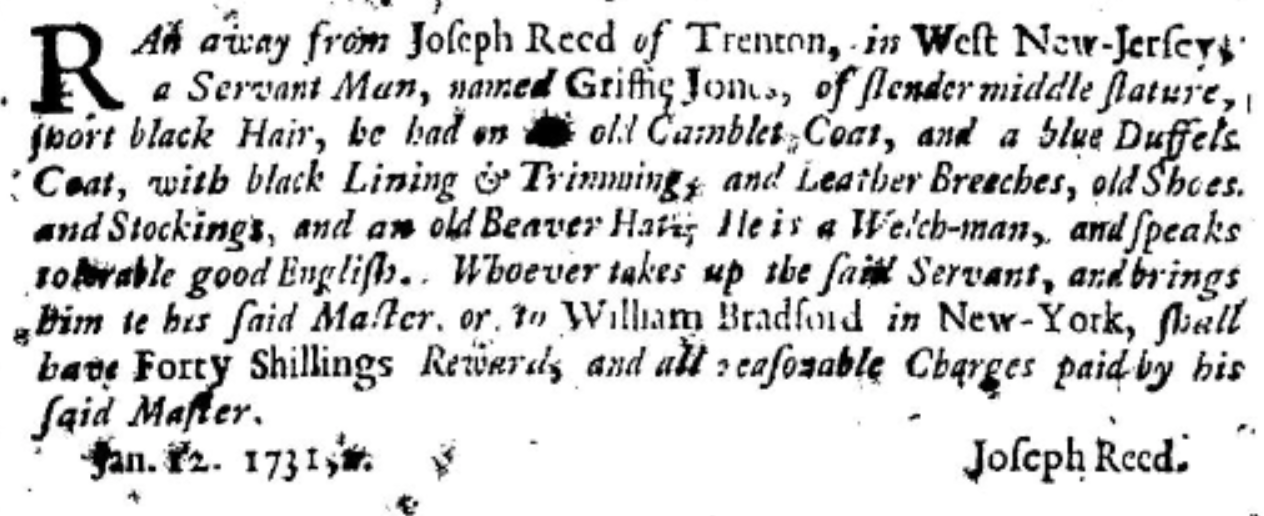 RAn away from Joſeph Reed of Trenton, in Weſt New-Jerſey,
a Servant Man, named Griffig Jones, of ſlender middle ſtature,
ſhort black Hair, he had on old Camblet Coat, and a blue Duffels
Coat, with black Lining & Trimming, and Leather Breeches, old Shoes
and Stockings, and an old Beaver Hat; He is a Welch-man, and ſpeaks
tolerable good Engliſh. Whoever takes up the ſaid Servant, and brings
him to his ſaid Maſter, or to William Bradford in New-York, ſhall
have Forty Shillings Reward, and all reaſonable Charges paid by his
ſaid Maſter.
Jan. 12. 1731,2.
Joſeph Reed.